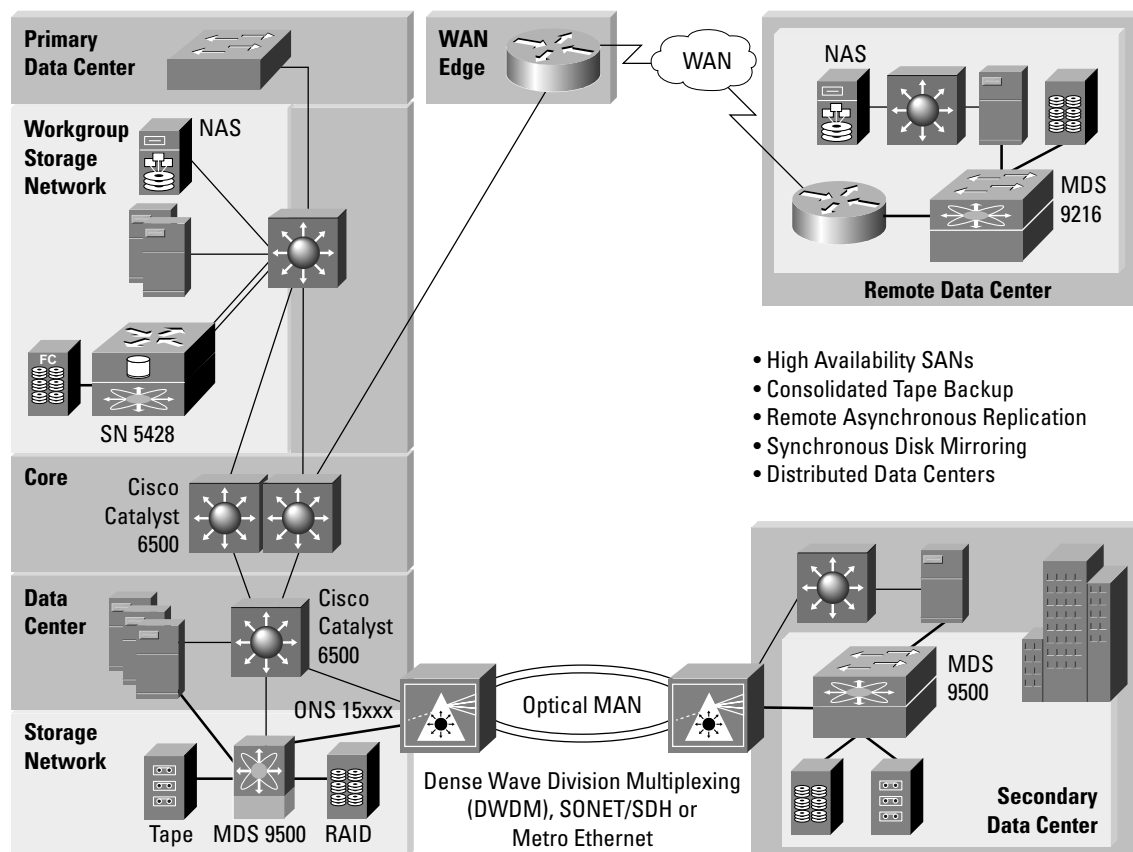 Primary
Data Center
WAN
Edge
WAN
NAS
MDS
9216
Remote Data Center
Workgroup
Storage
Network
NAS
FC
SN 5428
• High Availability SANs
• Consolidated Tape Backup
• Remote Asynchronous Replication
• Synchronous Disk Mirroring
• Distributed Data Centers
Core
Cisco
Catalyst
6500
Data
Center
Cisco
Catalyst
6500
ONS 15xxx
Optical MAN
MDS
9500
Storage
Network
Tape
MDS 9500
RAID
Dense Wave Division Multiplexing
(DWDM), SONET/SDH or
Metro Ethernet
Secondary
Data Center